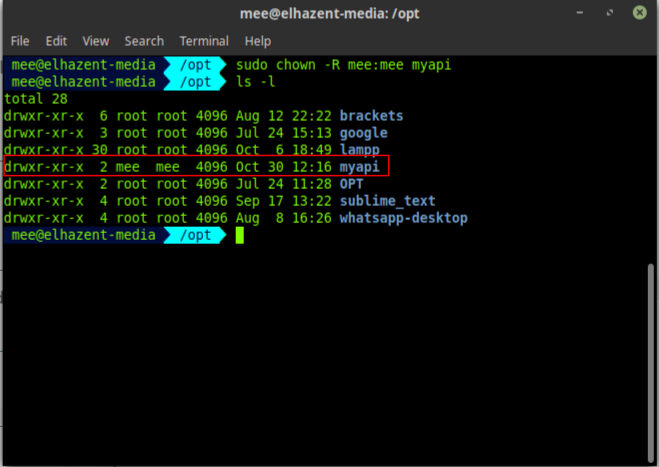 mee@elhazent-media: /opt
File Edit View Search Terminal Help
mee@elhazent-media /opt sudo chown -R mee:mee myapi
mee@elhazent-media /opt ls -l
total 28
drwxr-xr-x 6 root root 4096 Aug 12 22:22 brackets
drwxr-xr-x 3 root root 4096 Jul 24 15:13 google
drwxr-xr-x 30 root root 4096 Oct 6 18:49 lampp
drwxr-xr-x 2 mee mee 4096 Oct 30 12:16 myapi
drwxr-xr-x 2 root root 4096 Jul 24 11:28 OPT
drwxr-xr-x 4 root root 4096 Sep 17 13:22 sublime_text
drwxr-xr-x 4 root root 4096 Aug 8 16:26 whatsapp-desktop
mee@elhazent-media /opt